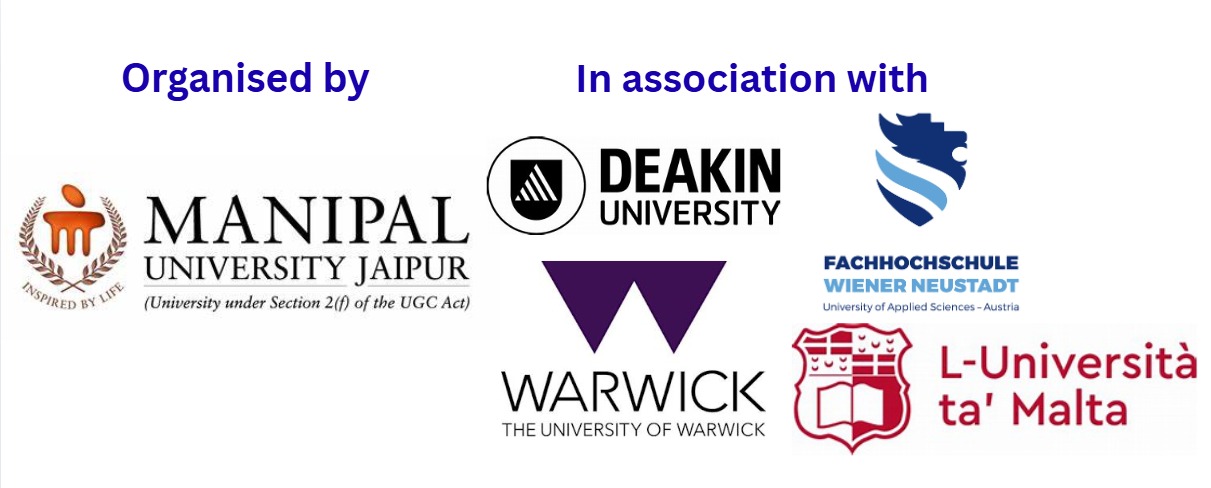 Organised by
In association with
MANIPAL
UNIVERSITY JAIPUR
(University under Section 2(f) of the UGC Act)
INSPIRED BY LIFE
DEAKIN
UNIVERSITY
FACHHOCHSCHULE
WIENER NEUSTADT
University of Applied Sciences – Austria
WARWICK
THE UNIVERSITY OF WARWICK
L-Università
ta' Malta